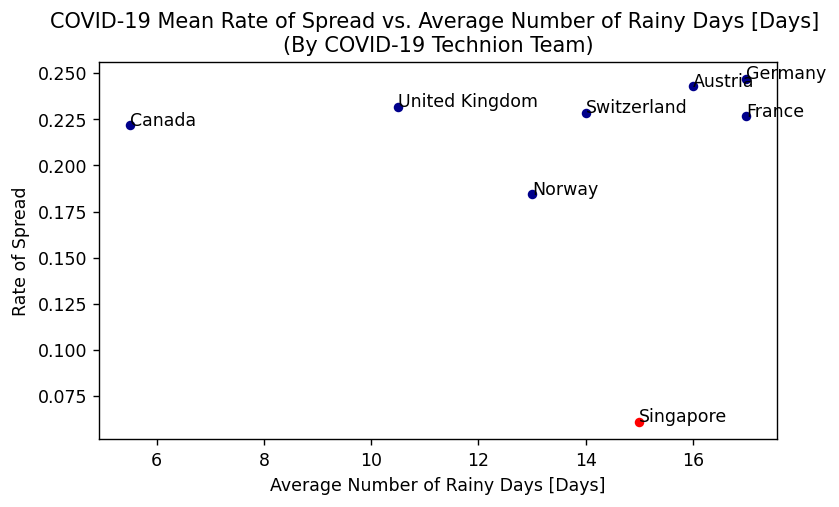 COVID-19 Mean Rate of Spread vs. Average Number of Rainy Days [Days]
(By COVID-19 Technion Team)
0.250
0.225
0.200
0.175
0.150
0.125
0.100
0.075
Rate of Spread
Germany
Austria
United Kingdom
Switzerland
France
Canada
Norway
Singapore
6
8
10
12
14
16
Average Number of Rainy Days [Days]